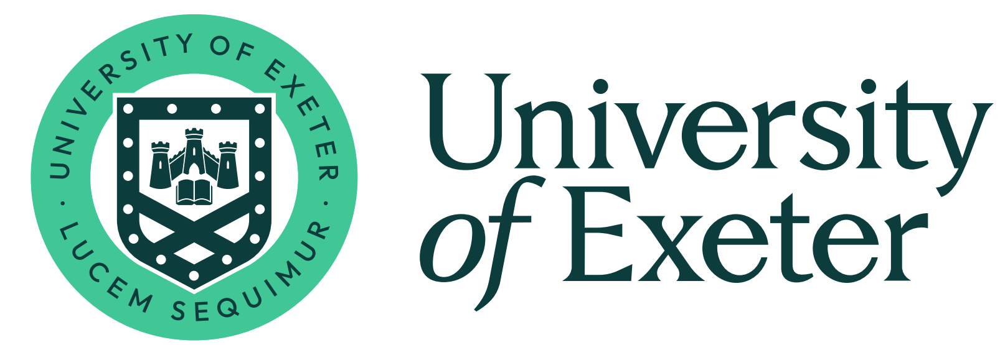 UNIVERSITY OF EXETER
· LUCEM SEQUIMUR ·
University
of Exeter